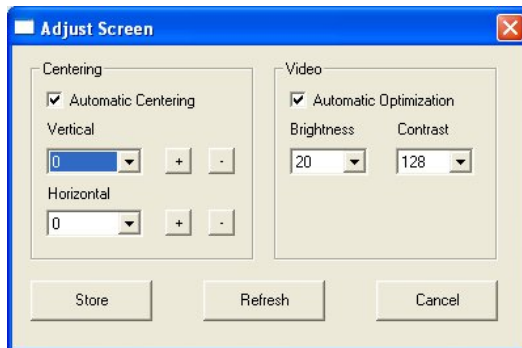 Adjust Screen
Centering
Automatic Centering
Vertical
0
+
-
Horizontal
0
+
-
Video
Automatic Optimization
Brightness Contrast
20 128
Store Refresh Cancel